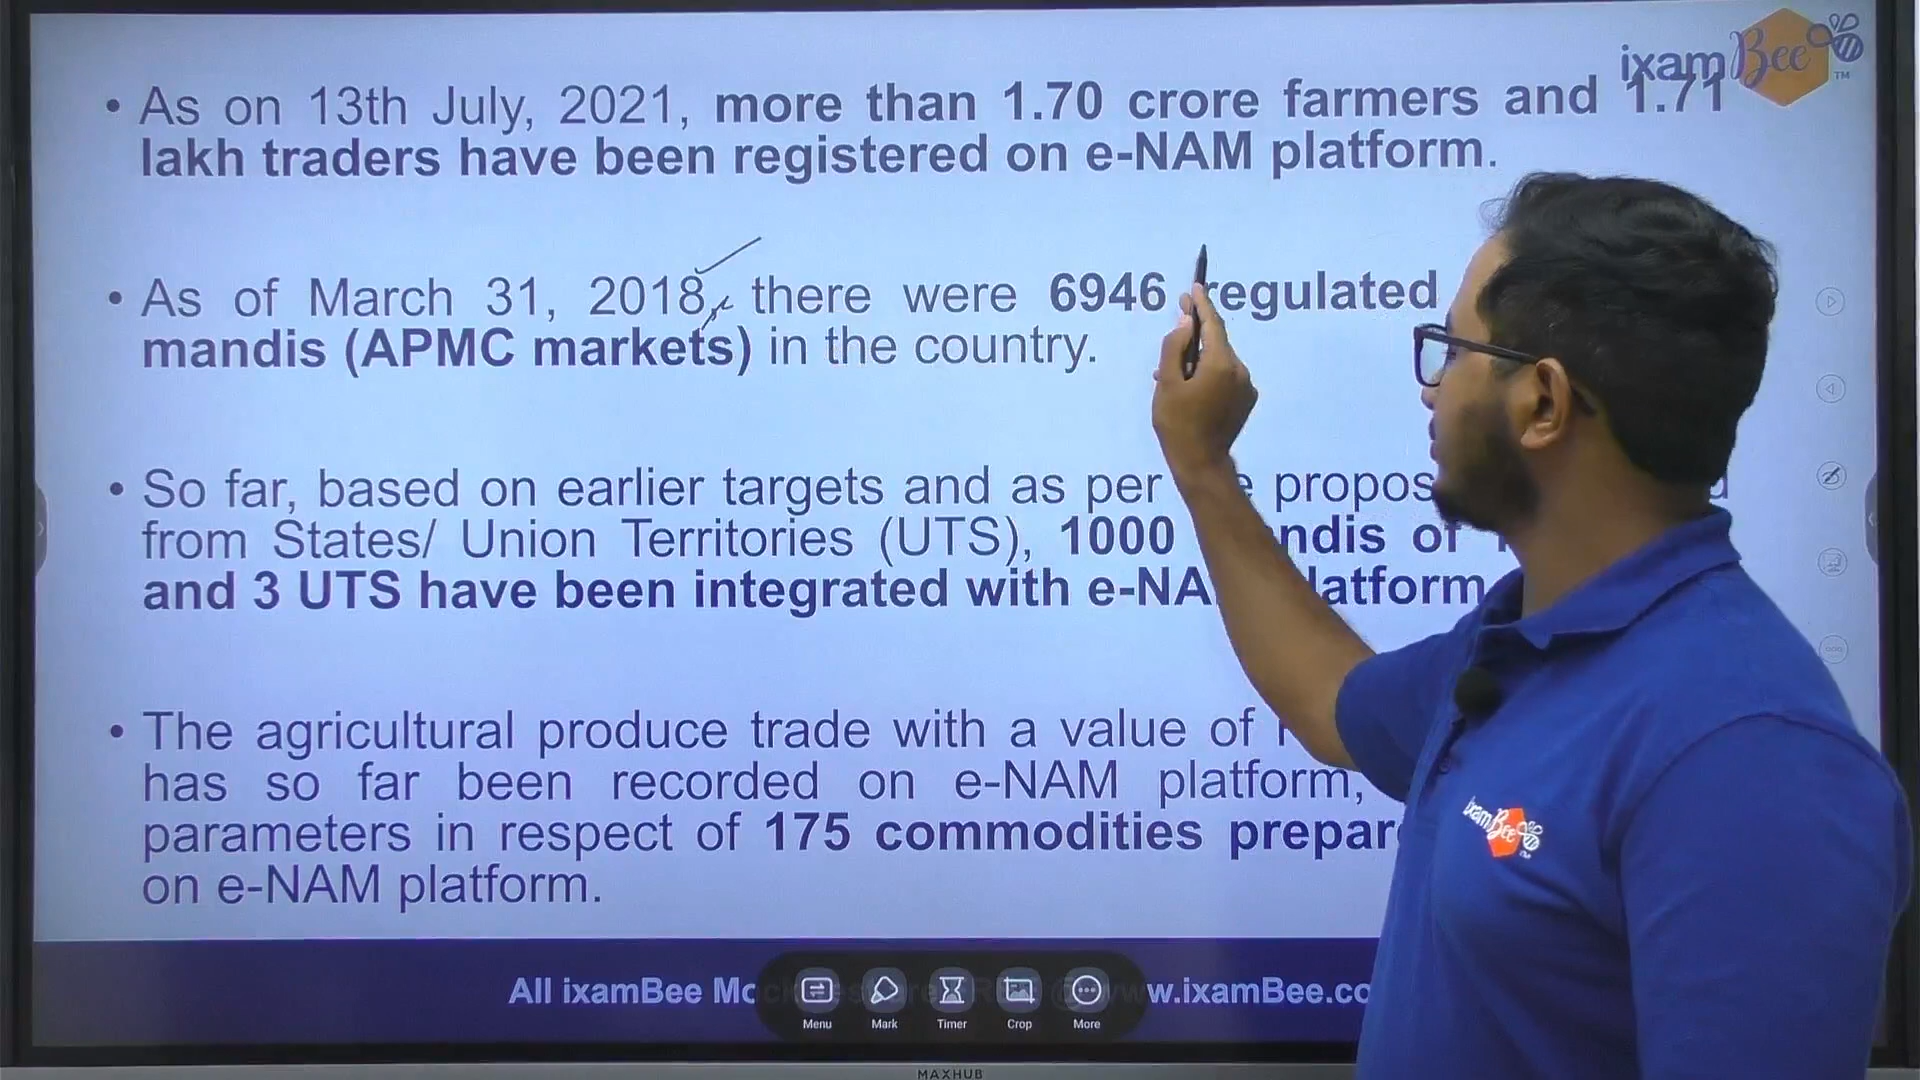 ixamBee TM
• As on 13th July, 2021, more than 1.70 crore farmers and 1.71
lakh traders have been registered on e-NAM platform.
• As of March 31, 2018, there were 6946 regulated
mandis (APMC markets) in the country.
• So far, based on earlier targets and as per
from States/ Union Territories (UTS), 1000 of
and 3 UTS have been integrated with e-NAM platform
• The agricultural produce trade with a value of
has so far been recorded on e-NAM platform,
parameters in respect of 175 commodities
on e-NAM platform.
ixamBee
All ixamBee
Menu Mark Timer Crop More
MAXHUB